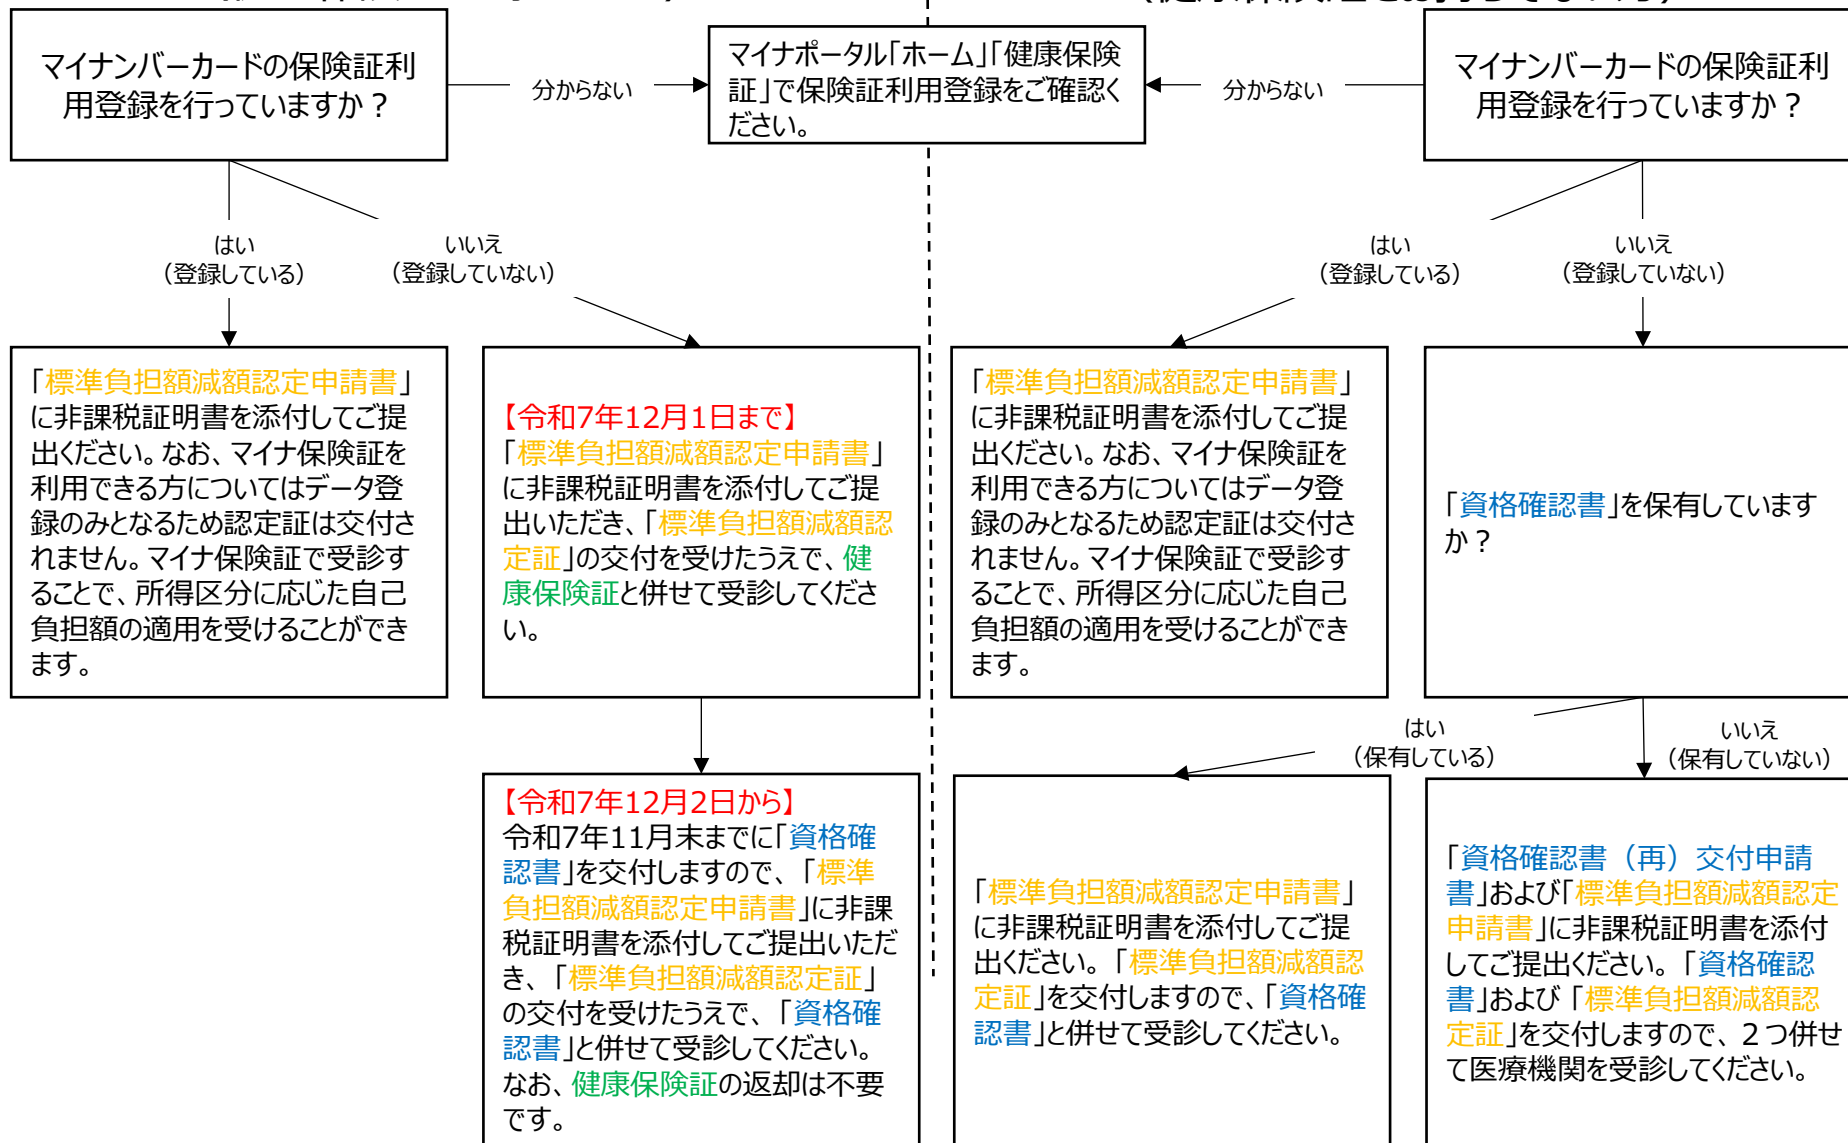 （健康保険証をお持ちでない方）
マイナンバーカードの保険証利
用登録を行っていますか？
分からない
マイナポータル「ホーム」「健康保険
証」で保険証利用登録をご確認く
ださい。
分からない
マイナンバーカードの保険証利
用登録を行っていますか？
はい
（登録している）
いいえ
（登録していない）
はい
（登録している）
いいえ
（登録していない）
「標準負担額減額認定申請書」
に非課税証明書を添付してご提
出ください。なお、マイナ保険証を
利用できる方についてはデータ登
録のみとなるため認定証は交付さ
れません。マイナ保険証で受診す
ることで、所得区分に応じた自己
負担額の適用を受けることができ
ます。
【令和7年12月1日まで】
「標準負担額減額認定申請書」
に非課税証明書を添付してご提
出いただき、「標準負担額減額認
定証」の交付を受けたうえで、健
康保険証と併せて受診してくださ
い。
「標準負担額減額認定申請書」
に非課税証明書を添付してご提
出ください。なお、マイナ保険証を
利用できる方についてはデータ登
録のみとなるため認定証は交付さ
れません。マイナ保険証で受診す
ることで、所得区分に応じた自己
負担額の適用を受けることができ
ます。
「資格確認書」を保有しています
か？
はい
（保有している）
いいえ
（保有していない）
【令和7年12月2日から】
令和7年11月末までに「資格確
認書」を交付しますので、「標準
負担額減額認定申請書」に非課
税証明書を添付してご提出いただ
き、「標準負担額減額認定証」
の交付を受けたうえで、「資格確
認書」と併せて受診してください。
なお、健康保険証の返却は不要
です。
「標準負担額減額認定申請書」
に非課税証明書を添付してご提
出ください。「標準負担額減額認
定証」を交付しますので、「資格確
認書」と併せて受診してください。
「資格確認書（再）交付申請
書」および「標準負担額減額認定
申請書」に非課税証明書を添付
してご提出ください。「資格確認
書」および「標準負担額減額認
定証」を交付しますので、２つ併せ
て医療機関を受診してください。